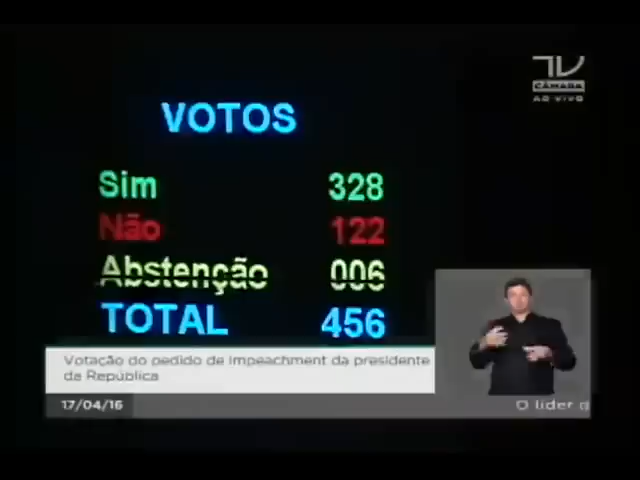 TV
CÂMARA
AO VIVO
VOTOS
Sim 328
Não 122
Abstenção 006
TOTAL 456
Votação do pedido de impeachment da presidente
da República
17/04/16
O líder g